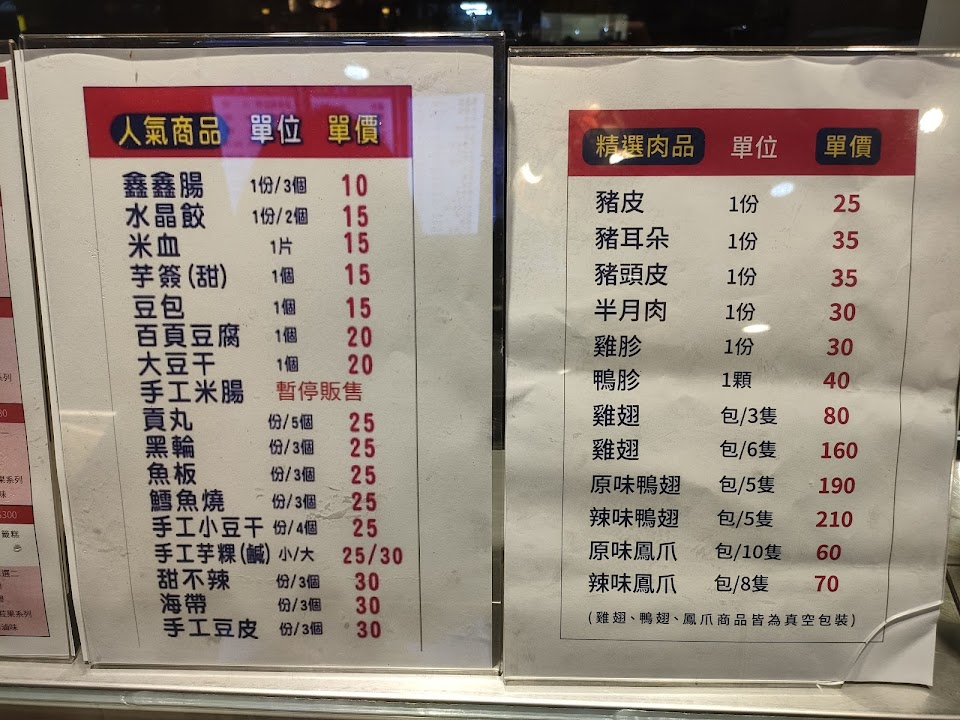 人氣商品 單位 單價
鑫鑫腸 1份/3個 10
水晶餃 1份/2個 15
米血 1片 15
芋簽(甜) 1個 15
豆包 1個 15
百頁豆腐 1個 20
大豆干 1個 20
手工米腸 暫停販售
貢丸 份/5個 25
黑輪 份/3個 25
魚板 份/3個 25
鱈魚燒 份/3個 25
手工小豆干 份/4個 25
手工芋粿(鹹) 小/大 25/30
甜不辣 份/3個 30
海帶 份/3個 30
手工豆皮 份/3個 30
精選肉品 單位 單價
豬皮 1份 25
豬耳朵 1份 35
豬頭皮 1份 35
半月肉 1份 30
雞胗 1份 30
鴨胗 1顆 40
雞翅 包/3隻 80
雞翅 包/6隻 160
原味鴨翅 包/5隻 190
辣味鴨翅 包/5隻 210
原味鳳爪 包/10隻 60
辣味鳳爪 包/8隻 70
(雞翅、鴨翅、鳳爪商品皆為真空包裝)